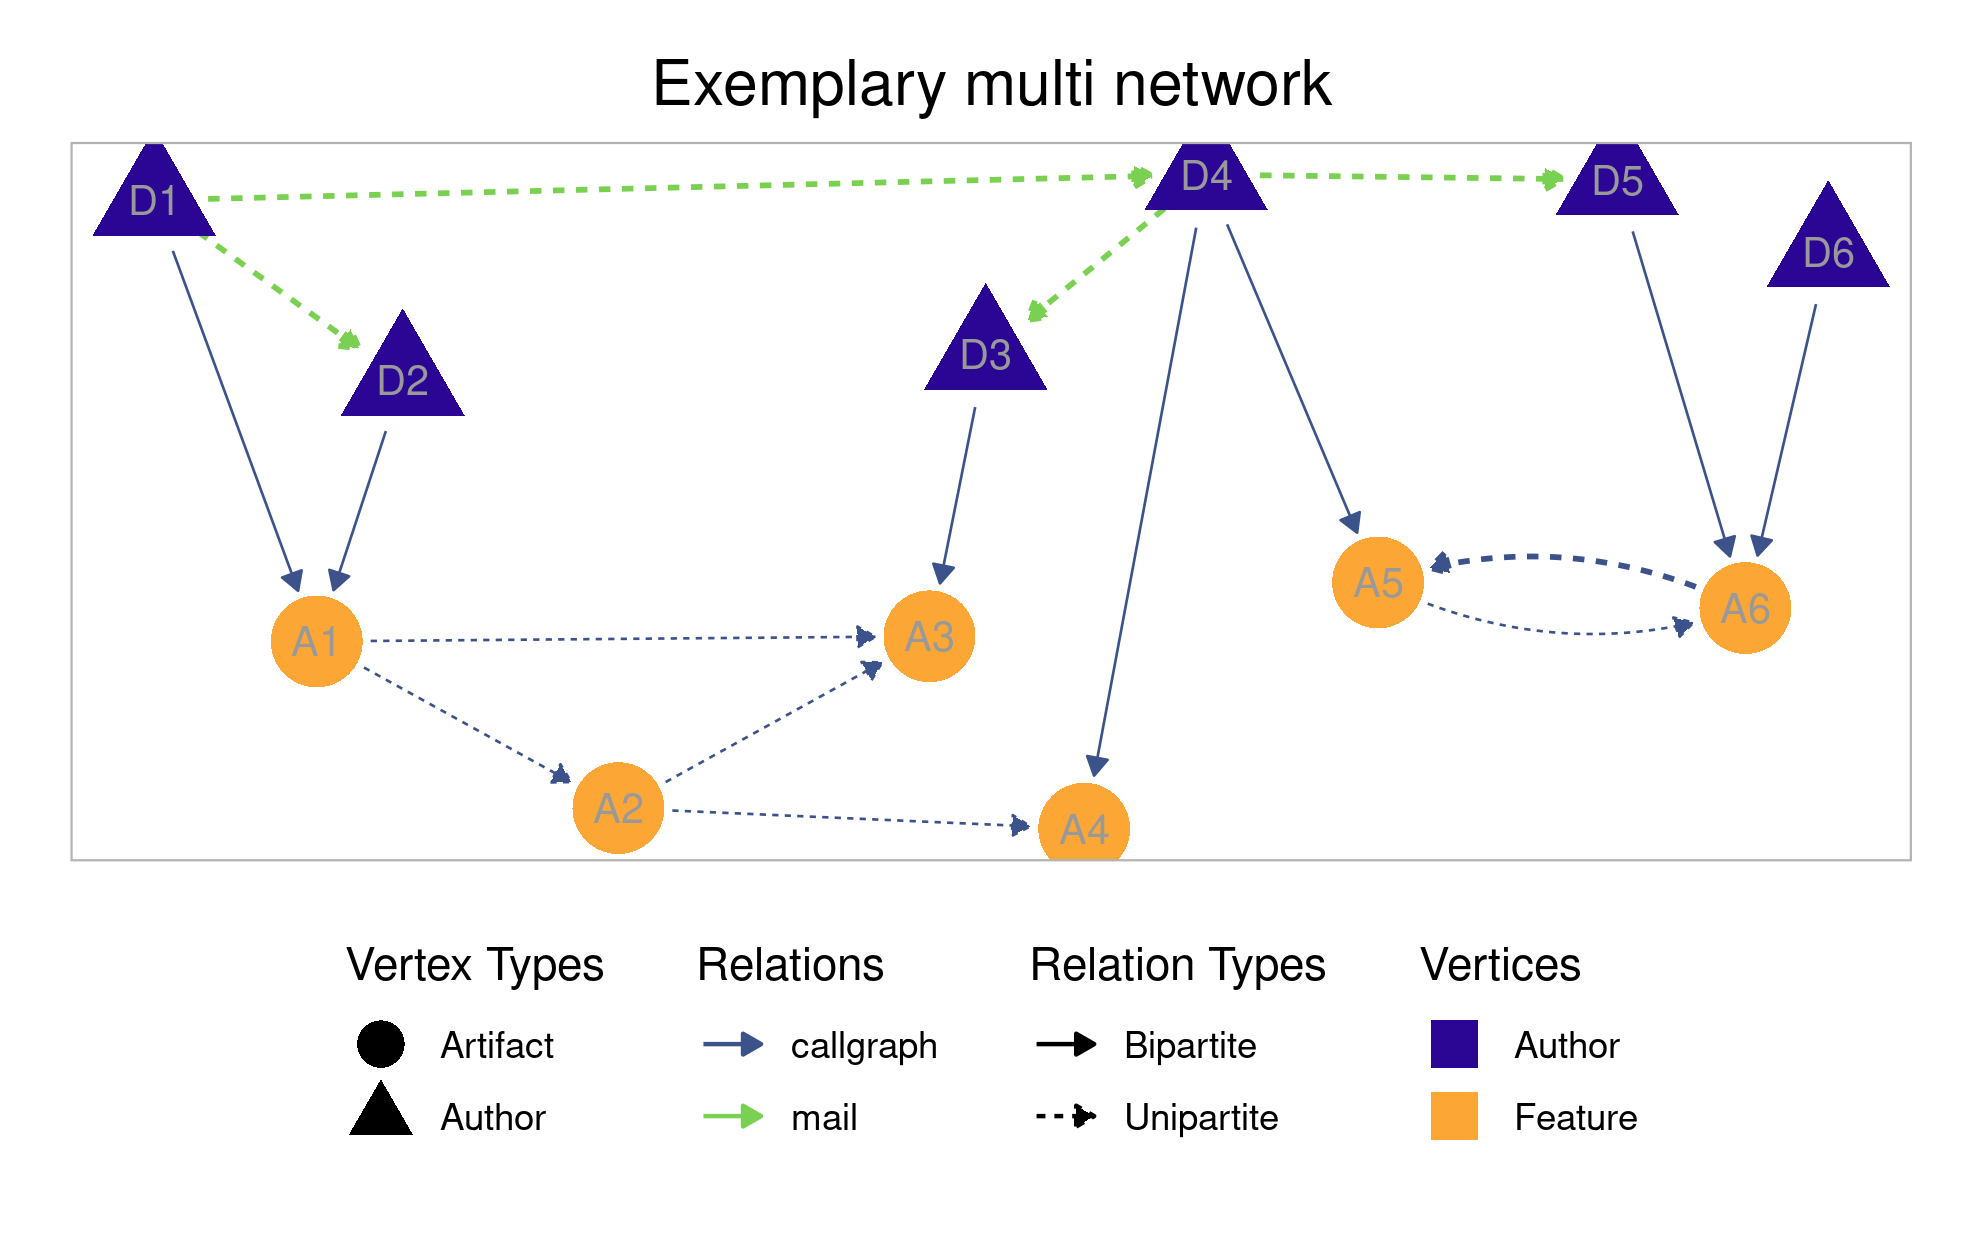 Exemplary multi network
D1
D4
D5
D6
D2
D3
A5
A6
A1
A3
A2
A4
Vertex Types
Artifact
Author
Relations
callgraph
mail
Relation Types
Bipartite
Unipartite
Vertices
Author
Feature